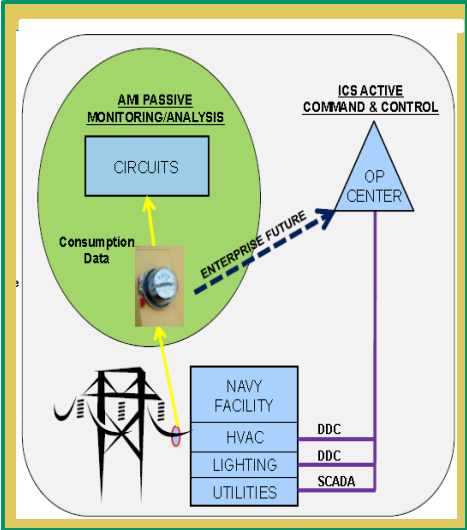 AMI PASSIVE
MONITORING/ANALYSIS
ICS ACTIVE
COMMAND & CONTROL
CIRCUITS
OP
CENTER
Consumption
Data
ENTERPRISE FUTURE
NAVY
FACILITY
HVAC
LIGHTING
UTILITIES
DDC
DDC
SCADA